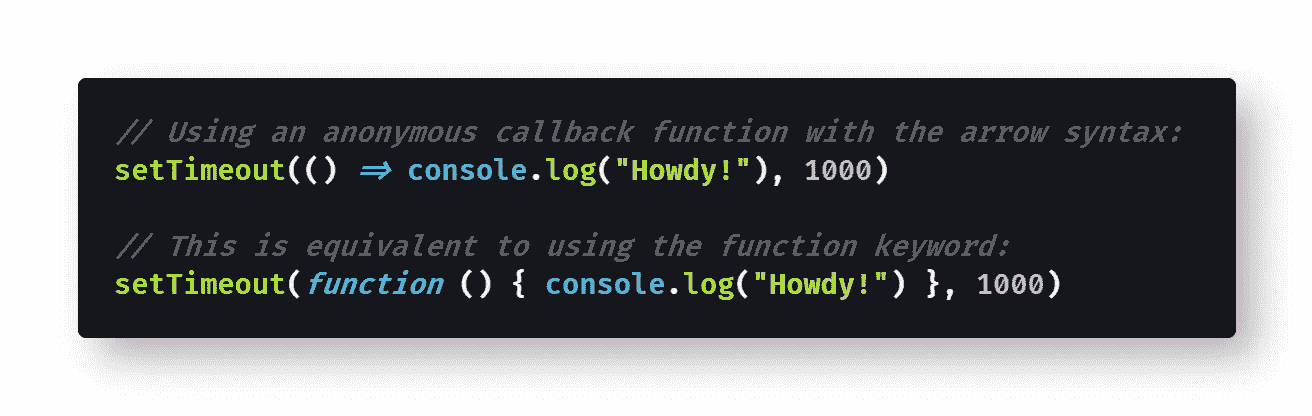 // Using an anonymous callback function with the arrow syntax:
setTimeout(() => console.log("Howdy!"), 1000)
// This is equivalent to using the function keyword:
setTimeout(function () { console.log("Howdy!") }, 1000)